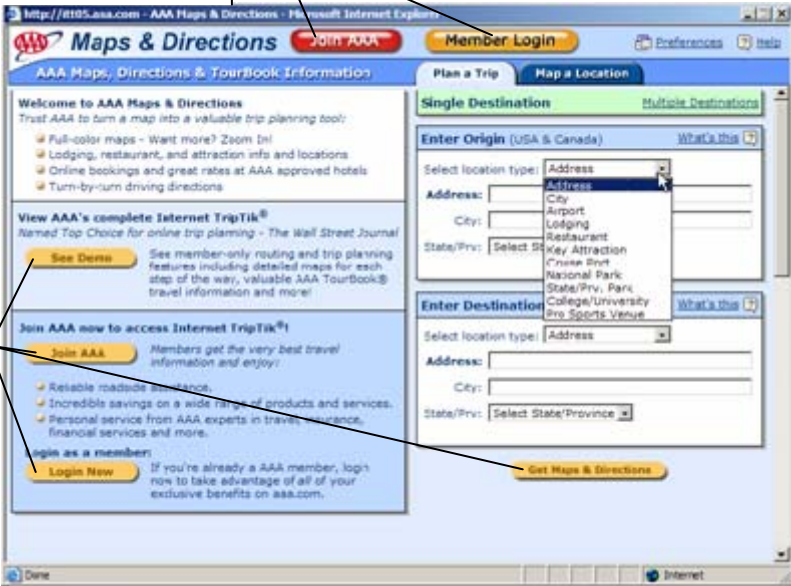 http://itt05.aaa.com - AAA Maps & Directions - Microsoft Internet Explorer
AAA Maps & Directions
Join AAA
Member Login
Preferences
Help
AAA Maps, Directions & TourBook Information
Plan a Trip
Map a Location
Welcome to AAA Maps & Directions
Trust AAA to turn a map into a valuable trip planning tool:
Full-color maps - Want more? Zoom In!
Lodging, restaurant, and attraction info and locations
Online bookings and great rates at AAA approved hotels
Turn-by-turn driving directions
View AAA's complete Internet TripTik®
Named Top Choice for online trip planning - The Wall Street Journal
See Demo
See member-only routing and trip planning
features including detailed maps for each
step of the way, valuable AAA TourBook®
travel information and more!
Join AAA now to access Internet TripTik®!
Join AAA
Members get the very best travel
information and enjoy:
Reliable roadside assistance.
Incredible savings on a wide range of products and services.
Personal service from AAA experts in travel, insurance,
financial services and more.
Login as a member:
Login Now
If you're already a AAA member, login
now to take advantage of all of your
exclusive benefits on aaa.com.
Single Destination
Multiple Destinations
Enter Origin (USA & Canada)
What's this ?
Select location type: Address
Address:
City:
State/Prv: Select St
Address
City
Airport
Lodging
Restaurant
Key Attraction
Cruise Port
National Park
State/Prv. Park
College/University
Pro Sports Venue
Enter Destination
What's this ?
Select location type: Address
Address:
City:
State/Prv: Select State/Province
Get Maps & Directions
Done
Internet